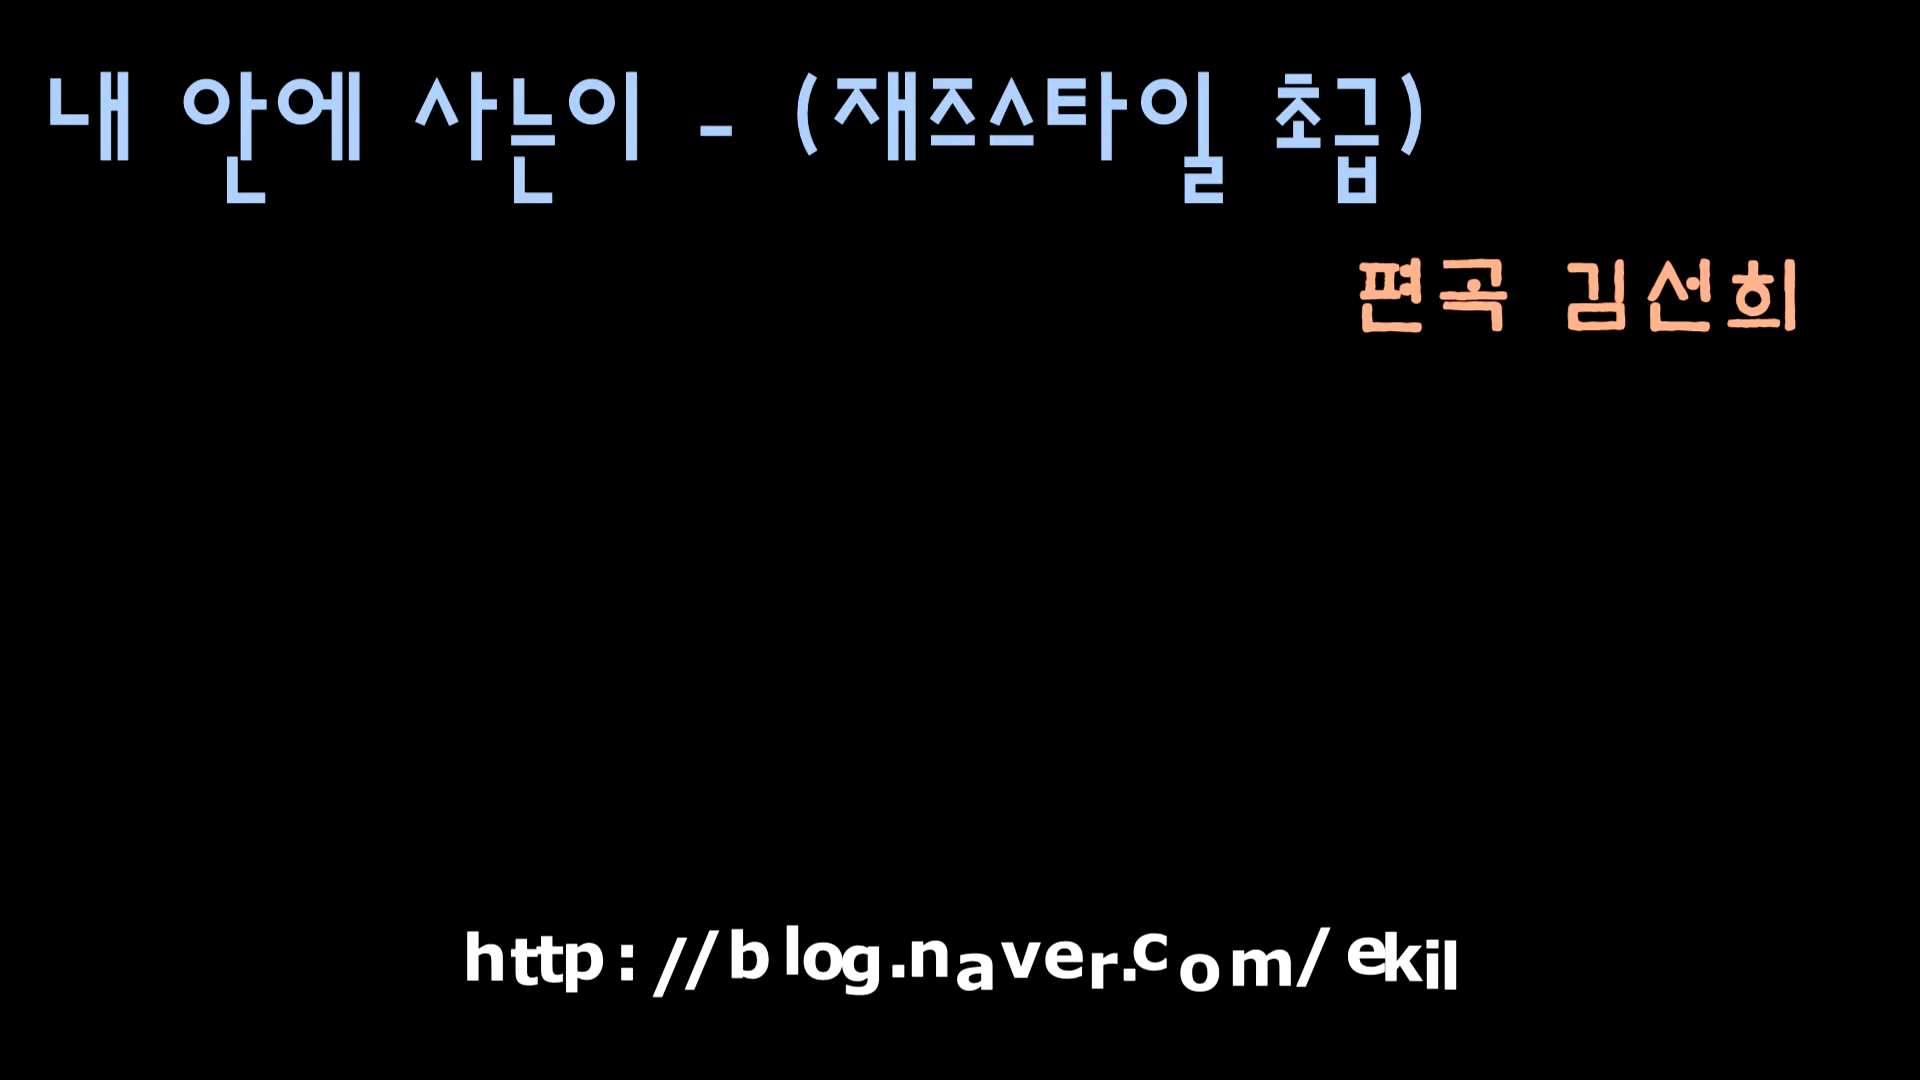 내 안에 사는이 - (재즈스타일 초급)
편곡 김선희
http://blog.naver.com/ekil